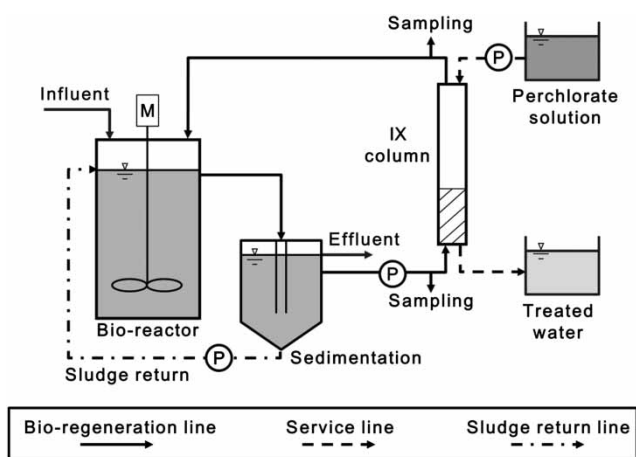 Sampling
P
Influent
M
Perchlorate
solution
IX
column
Effluent
P
Sampling
Bio-reactor
Treated
water
P
Sedimentation
Sludge return
Bio-regeneration line
Service line
Sludge return line